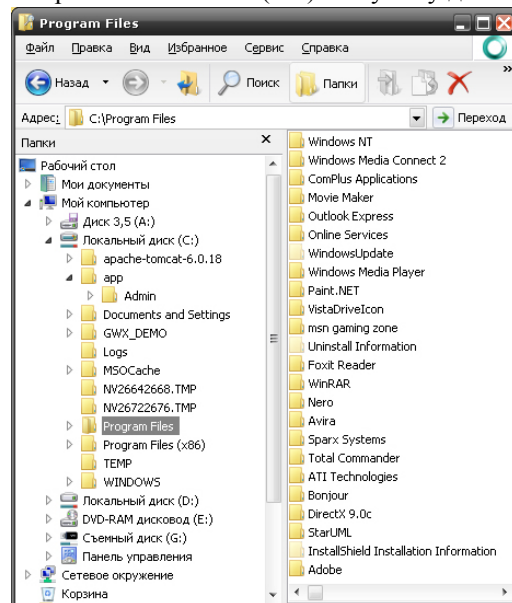 Program Files
Файл Правка Вид Избранное Сервис Справка
Назад Поиск Папки »
Адрес: C:\Program Files Переход
Папки
Рабочий стол
Мои документы
Мой компьютер
Диск 3,5 (A:)
Локальный диск (C:)
apache-tomcat-6.0.18
app
Admin
Documents and Settings
GWX_DEMO
Logs
MSOCache
NV26642668.TMP
NV26722676.TMP
Program Files
Program Files (x86)
TEMP
WINDOWS
Локальный диск (D:)
DVD-RAM дисковод (E:)
Съемный диск (G:)
Панель управления
Сетевое окружение
Корзина
Windows NT
Windows Media Connect 2
ComPlus Applications
Movie Maker
Outlook Express
Online Services
WindowsUpdate
Windows Media Player
Paint.NET
VistaDriveIcon
msn gaming zone
Uninstall Information
Foxit Reader
WinRAR
Nero
Avira
Sparx Systems
Total Commander
ATI Technologies
Bonjour
DirectX 9.0c
StarUML
InstallShield Installation Information
Adobe